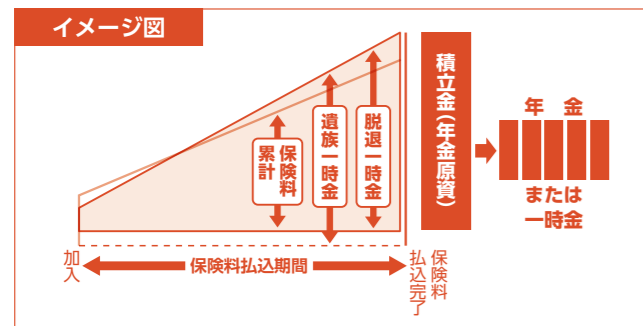 イメージ図
保険料
累計
遺族一時金
脱退一時金
積立金(年金原資)
年 金
または
一時金
加入
保険料払込期間
保険料
払込完了